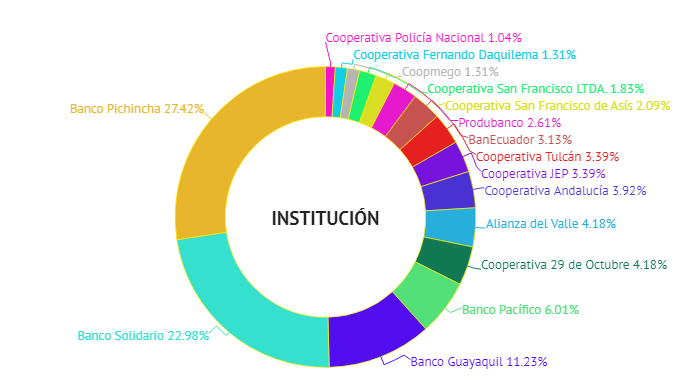 Cooperativa Policía Nacional 1.04%
Cooperativa Fernando Daquilema 1.31%
Coopmego 1.31%
Cooperativa San Francisco LTDA. 1.83%
Cooperativa San Francisco de Asís 2.09%
Banco Pichincha 27.42%
Produbanco 2.61%
BanEcuador 3.13%
Cooperativa Tulcán 3.39%
Cooperativa JEP 3.39%
Cooperativa Andalucía 3.92%
INSTITUCIÓN
Alianza del Valle 4.18%
Cooperativa 29 de Octubre 4.18%
Banco Pacífico 6.01%
Banco Solidario 22.98%
Banco Guayaquil 11.23%